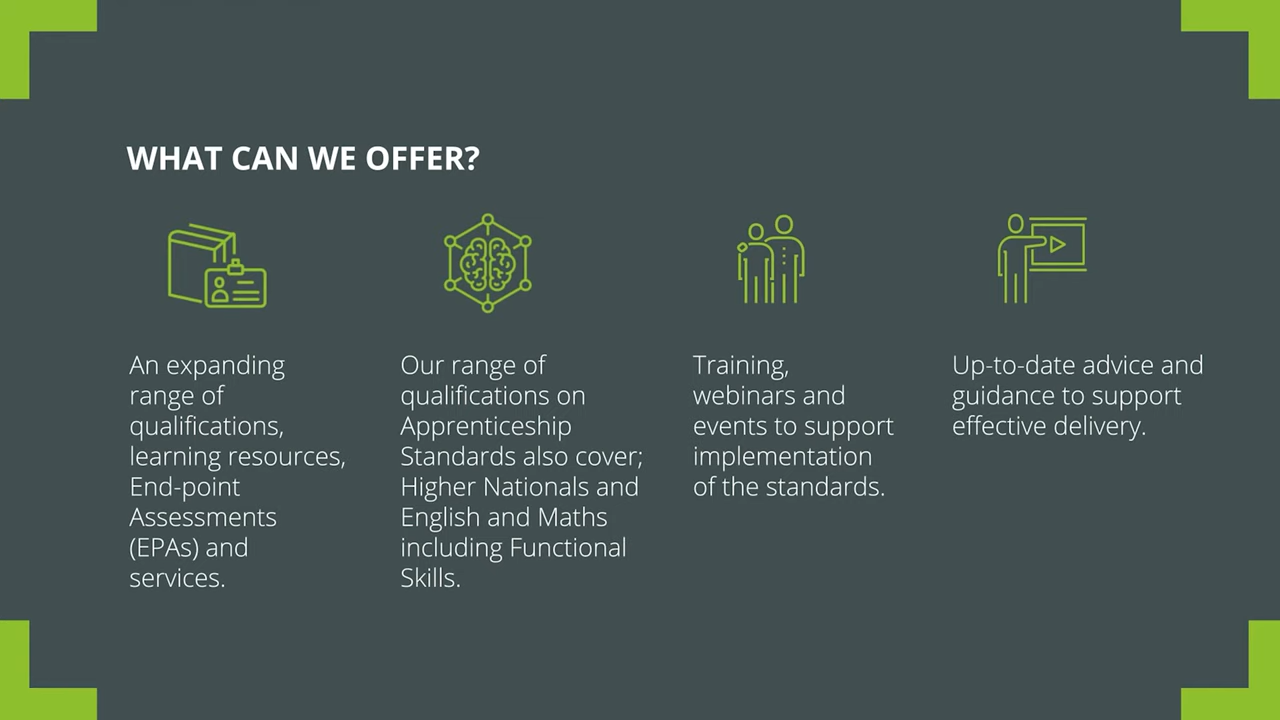 WHAT CAN WE OFFER?
An expanding
range of
qualifications,
learning resources,
End-point
Assessments
(EPAs) and
services.
Our range of
qualifications on
Apprenticeship
Standards also cover;
Higher Nationals and
English and Maths
including Functional
Skills.
Training,
webinars and
events to support
implementation
of the standards.
Up-to-date advice and
guidance to support
effective delivery.